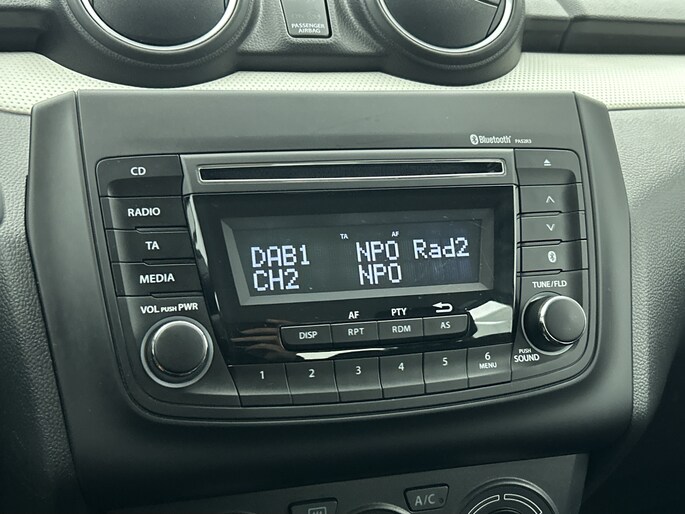 PASSENGER
AIRBAG
Bluetooth® PA52R3
CD
RADIO
TA
MEDIA
VOL PUSH PWR
TA AF
DAB1 NPO Rad2
CH2 NPO
AF PTY
DISP RPT RDM AS
1 2 3 4 5 6
MENU
TUNE/FLD
PUSH
SOUND
A/C